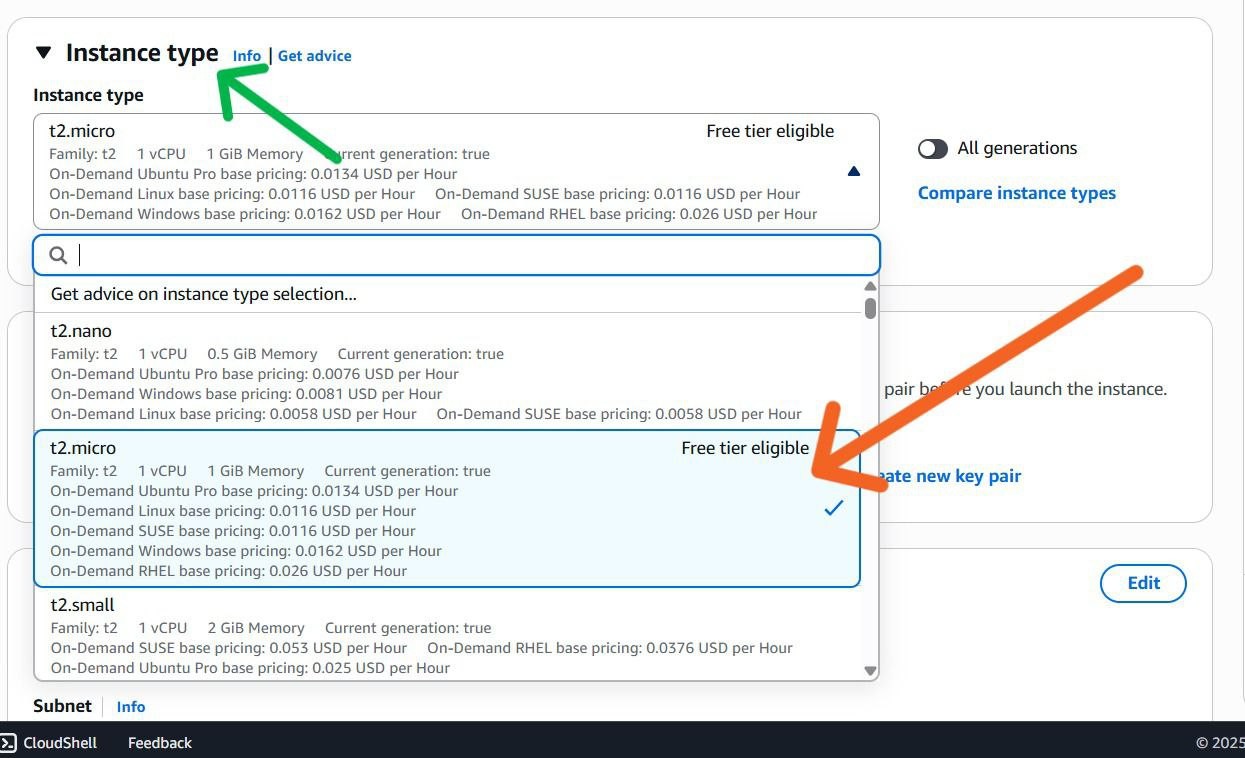 Instance type Info | Get advice
Instance type
t2.micro Free tier eligible
Family: t2 1 vCPU 1 GiB Memory Current generation: true
On-Demand Ubuntu Pro base pricing: 0.0134 USD per Hour
On-Demand Linux base pricing: 0.0116 USD per Hour On-Demand SUSE base pricing: 0.0116 USD per Hour
On-Demand Windows base pricing: 0.0162 USD per Hour On-Demand RHEL base pricing: 0.026 USD per Hour
All generations
Compare instance types
Get advice on instance type selection...
t2.nano
Family: t2 1 vCPU 0.5 GiB Memory Current generation: true
On-Demand Ubuntu Pro base pricing: 0.0076 USD per Hour
On-Demand Windows base pricing: 0.0081 USD per Hour
On-Demand Linux base pricing: 0.0058 USD per Hour On-Demand SUSE base pricing: 0.0058 USD per Hour
pair before you launch the instance.
t2.micro Free tier eligible
Family: t2 1 vCPU 1 GiB Memory Current generation: true
On-Demand Ubuntu Pro base pricing: 0.0134 USD per Hour
On-Demand Linux base pricing: 0.0116 USD per Hour
On-Demand SUSE base pricing: 0.0116 USD per Hour
On-Demand Windows base pricing: 0.0162 USD per Hour
On-Demand RHEL base pricing: 0.026 USD per Hour
eate new key pair
t2.small
Family: t2 1 vCPU 2 GiB Memory Current generation: true
On-Demand SUSE base pricing: 0.053 USD per Hour On-Demand RHEL base pricing: 0.0376 USD per Hour
On-Demand Ubuntu Pro base pricing: 0.025 USD per Hour
Edit
Subnet Info
CloudShell Feedback © 2025